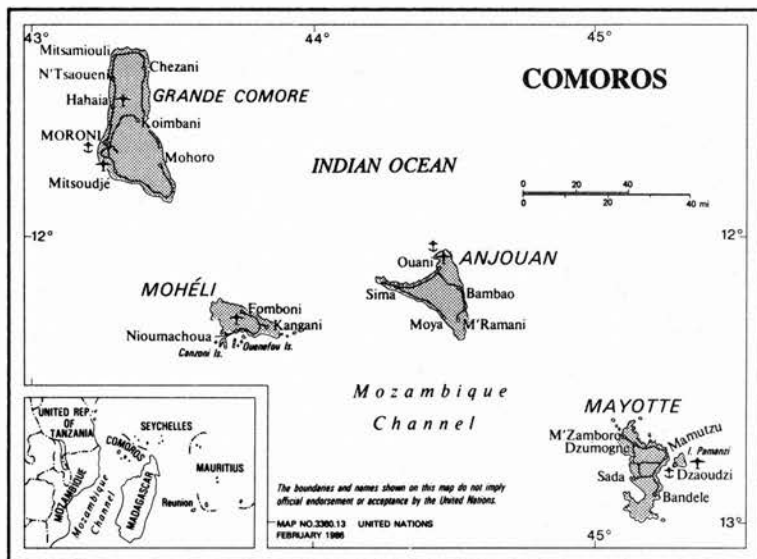 43
44
45
Mitsamiouli
Chezani
N'Tsaoueni
GRANDE COMORE
Hahaia
Koimbani
MORONI
Mohoro
Mitsoudjé
COMOROS
INDIAN OCEAN
0 20 40
0 20 40 mi
12°
12°
Ouani
ANJOUAN
Sima
Bambao
Moya
M'Ramani
MOHÉLI
Fomboni
Kangani
Nioumachoua
Canzoni Is.
Ouenefou Is.
Mozambique
Channel
MAYOTTE
M'Zamboro
Mamutzu
Dzumogne
I. Pamanzi
Sada
Dzaoudzi
Bandele
UNITED REP.
OF
TANZANIA
SEYCHELLES
COMOROS
MAURITIUS
MOZAMBIQUE
Mozambique
Channel
MADAGASCAR
Reunion
The boundaries and names shown on this map do not imply
official endorsement or acceptance by the United Nations.
MAP NO.3360.13 UNITED NATIONS
FEBRUARY 1986
45°
13°